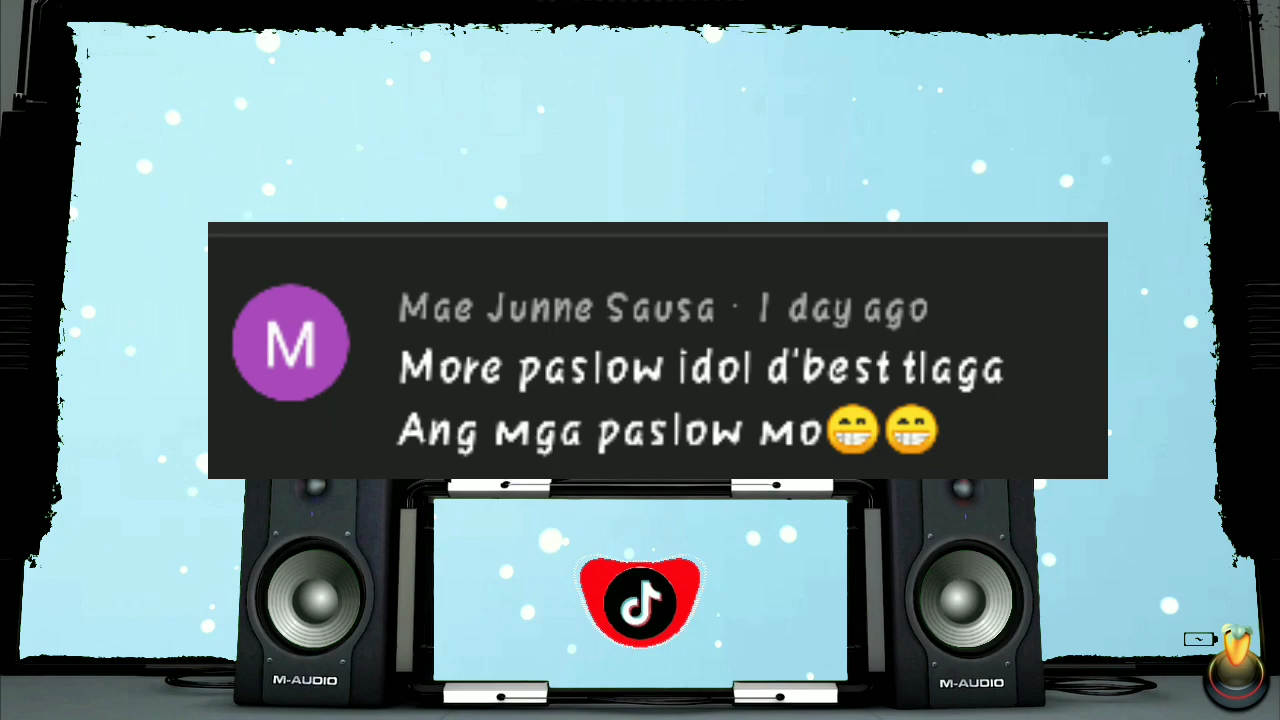 M
Mae Junne Sausa · 1 day ago
More paslow idol d'best tlaga
Ang mga paslow mo😁😁
M-AUDIO
M-AUDIO